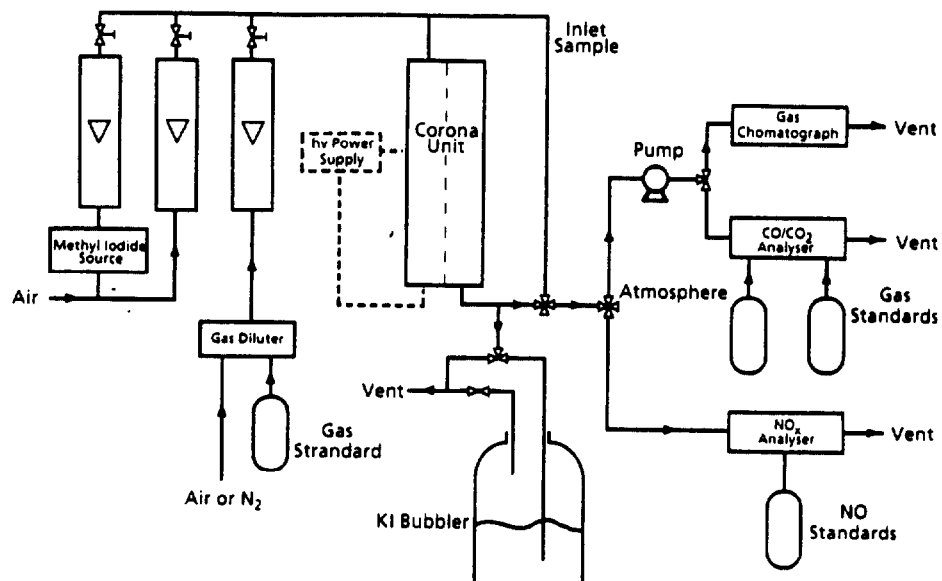 Inlet
Sample
Corona
Unit
hv Power
Supply
Pump
Gas
Chomatograph
Vent
CO/CO₂
Analyser
Vent
Methyl Iodide
Source
Air
Atmosphere
Gas
Standards
Gas Diluter
Vent
Gas
Strandard
NOₓ
Analyser
Vent
Air or N₂
KI Bubbler
NO
Standards